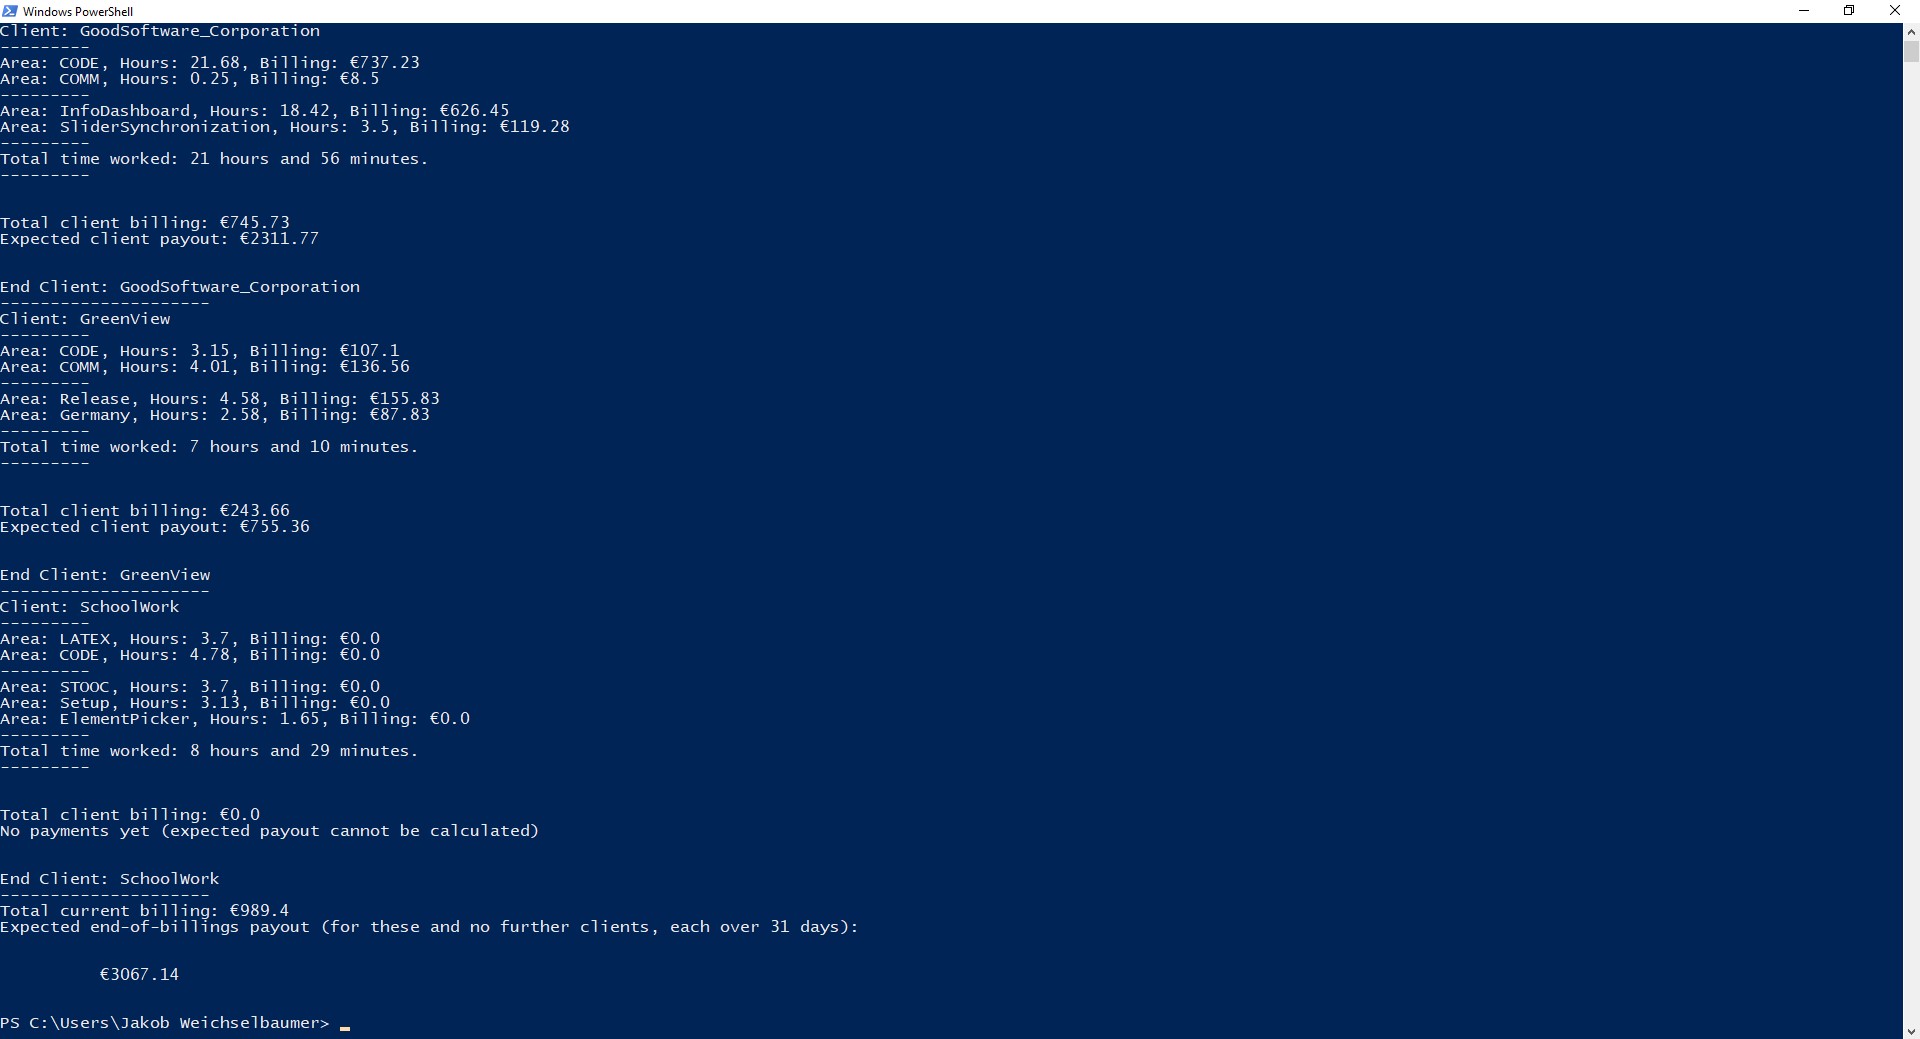 Windows PowerShell
Client: GoodSoftware_Corporation
---------
Area: CODE, Hours: 21.68, Billing: €737.23
Area: COMM, Hours: 0.25, Billing: €8.5
---------
Area: InfoDashboard, Hours: 18.42, Billing: €626.45
Area: SliderSynchronization, Hours: 3.5, Billing: €119.28
---------
Total time worked: 21 hours and 56 minutes.
---------
Total client billing: €745.73
Expected client payout: €2311.77
End Client: GoodSoftware_Corporation
---------------------
Client: GreenView
---------
Area: CODE, Hours: 3.15, Billing: €107.1
Area: COMM, Hours: 4.01, Billing: €136.56
---------
Area: Release, Hours: 4.58, Billing: €155.83
Area: Germany, Hours: 2.58, Billing: €87.83
---------
Total time worked: 7 hours and 10 minutes.
---------
Total client billing: €243.66
Expected client payout: €755.36
End Client: GreenView
---------------------
Client: SchoolWork
---------
Area: LATEX, Hours: 3.7, Billing: €0.0
Area: CODE, Hours: 4.78, Billing: €0.0
---------
Area: STOOC, Hours: 3.7, Billing: €0.0
Area: Setup, Hours: 3.13, Billing: €0.0
Area: ElementPicker, Hours: 1.65, Billing: €0.0
---------
Total time worked: 8 hours and 29 minutes.
---------
Total client billing: €0.0
No payments yet (expected payout cannot be calculated)
End Client: SchoolWork
---------------------
Total current billing: €989.4
Expected end-of-billings payout (for these and no further clients, each over 31 days):
€3067.14
PS C:\Users\Jakob Weichselbaumer>